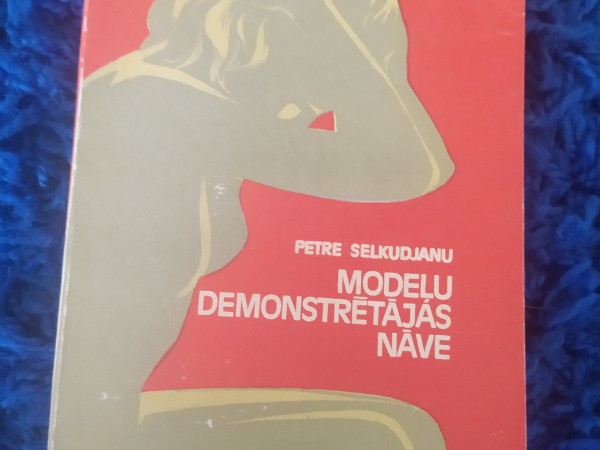 PETRE SELKUDJANU
MODEĻU
DEMONSTRĒTĀJAS
NĀVE